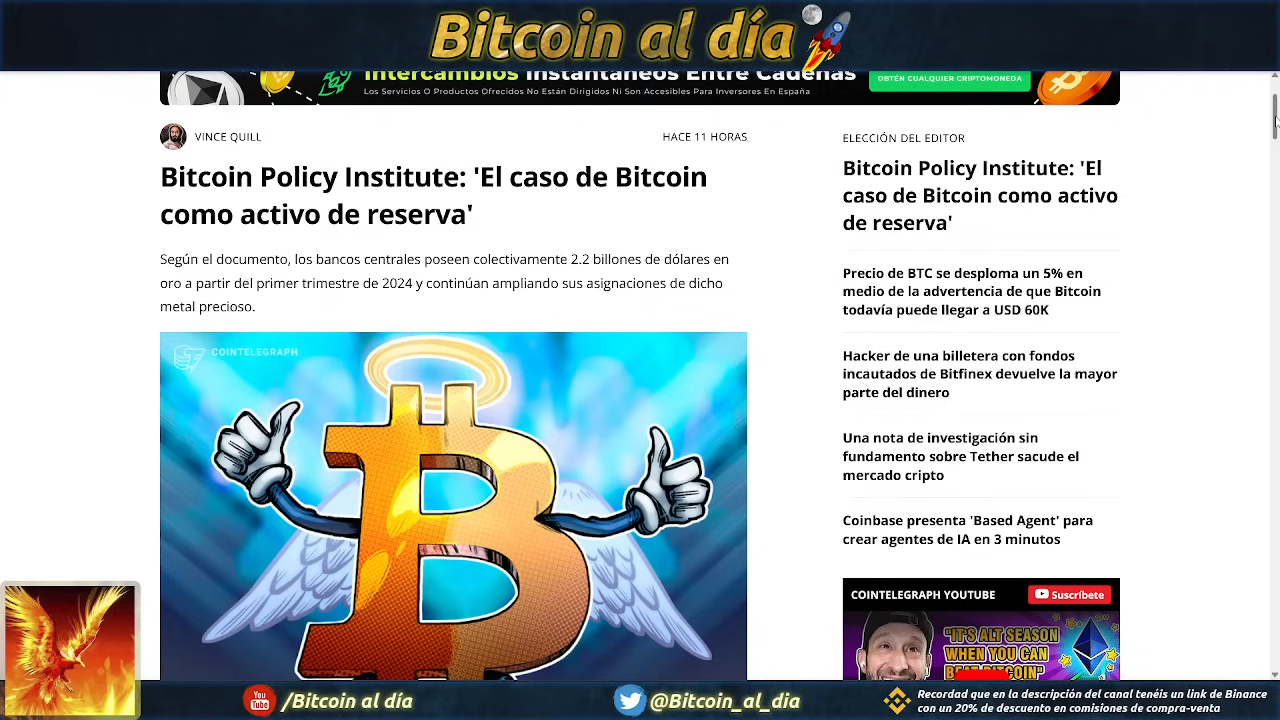 Bitcoin al día
Intercambios Instantáneos Entre Cadenas
Los Servicios O Productos Ofrecidos No Están Dirigidos Ni Son Accesibles Para Inversores En España
OBTÉN CUALQUIER CRIPTOMONEDA
VINCE QUILL
HACE 11 HORAS
Bitcoin Policy Institute: 'El caso de Bitcoin
como activo de reserva'
Según el documento, los bancos centrales poseen colectivamente 2.2 billones de dólares en
oro a partir del primer trimestre de 2024 y continúan ampliando sus asignaciones de dicho
metal precioso.
COINTELEGRAPH
ELECCIÓN DEL EDITOR
Bitcoin Policy Institute: 'El
caso de Bitcoin como activo
de reserva'
Precio de BTC se desploma un 5% en
medio de la advertencia de que Bitcoin
todavía puede llegar a USD 60K
Hacker de una billetera con fondos
incautados de Bitfinex devuelve la mayor
parte del dinero
Una nota de investigación sin
fundamento sobre Tether sacude el
mercado cripto
Coinbase presenta 'Based Agent' para
crear agentes de IA en 3 minutos
COINTELEGRAPH YOUTUBE
Suscríbete
"IT'S ALT SEASON
WHEN YOU CAN
BEAT BITCOIN"
You Tube
/Bitcoin al día
@Bitcoin_al_dia
Recordad que en la descripción del canal tenéis un link de Binance
con un 20% de descuento en comisiones de compra-venta